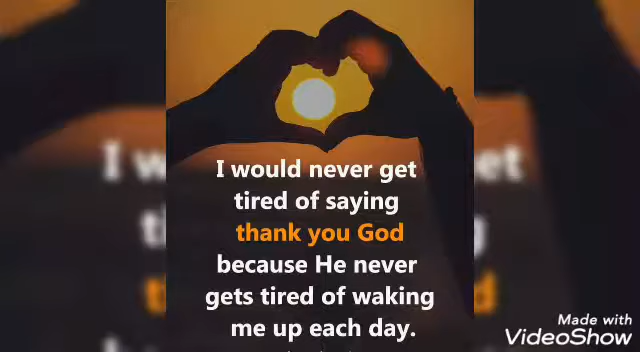 I would never get
tired of saying
thank you God
because He never
gets tired of waking
me up each day.
Made with
VideoShow